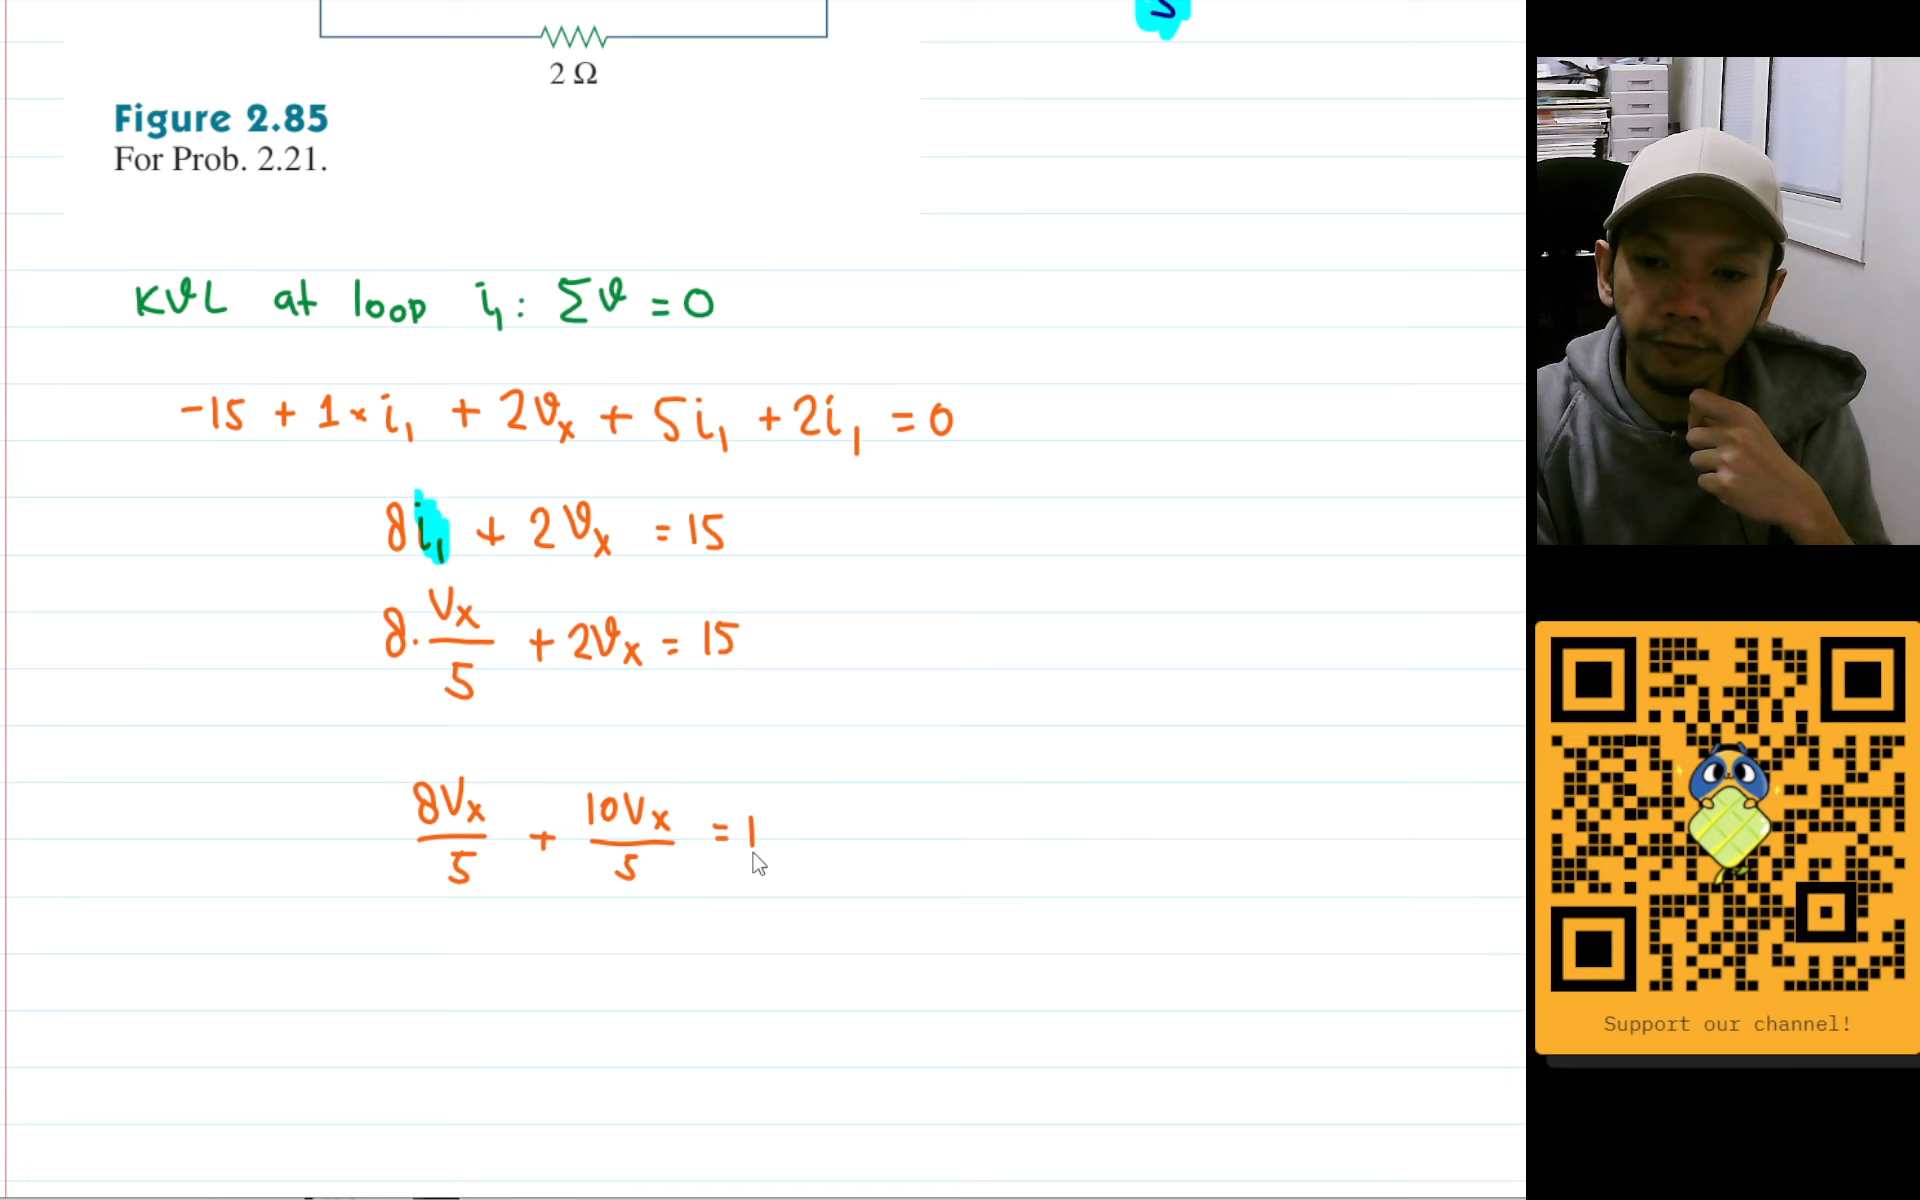 2 Ω
Figure 2.85
For Prob. 2.21.
KVL at loop i₁: Σv = 0
-15 + 1 × i₁ + 2vₓ + 5i₁ + 2i₁ = 0
8i₁ + 2vₓ = 15
8 · Vₓ/5 + 2vₓ = 15
8Vₓ/5 + 10Vₓ/5 = 1
Support our channel!